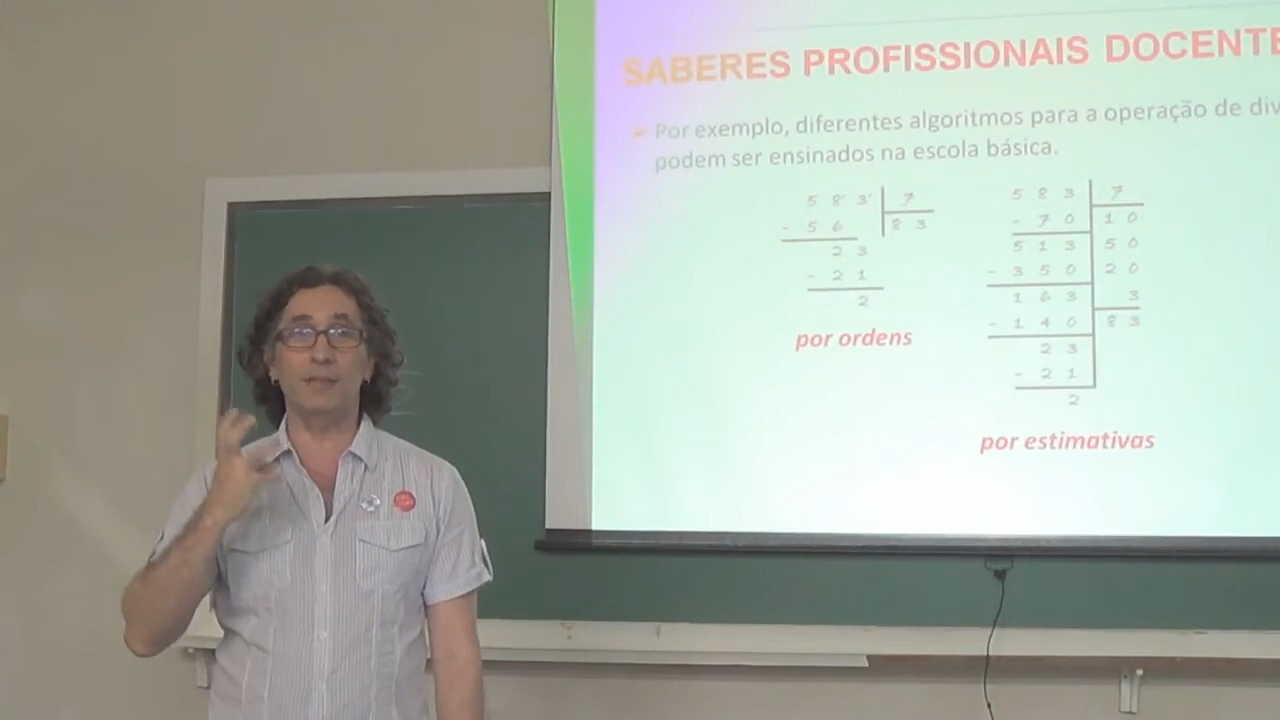 SABERES PROFISSIONAIS DOCENTE
Por exemplo, diferentes algoritmos para a operação de div
podem ser ensinados na escola básica.
5 8' 3' 7
- 5 6 8 3
2 3
- 2 1
2
por ordens
5 8 3 7
- 7 0 1 0
5 1 3 5 0
- 3 5 0 2 0
1 6 3 3
- 1 4 0 8 3
2 3
- 2 1
2
por estimativas